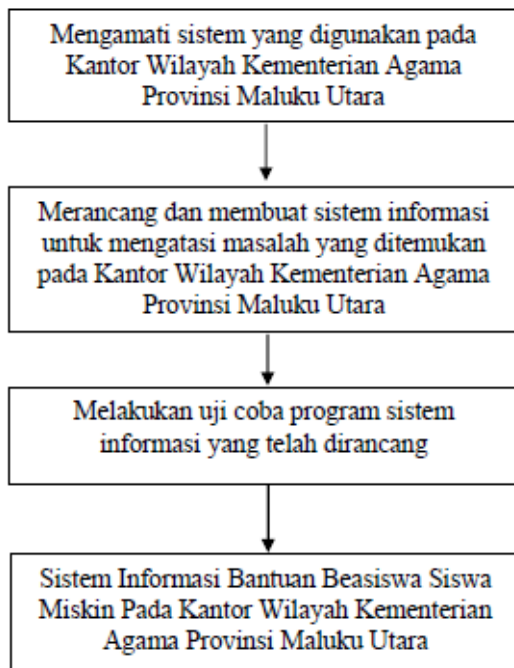 Mengamati sistem yang digunakan pada
Kantor Wilayah Kementerian Agama
Provinsi Maluku Utara
Merancang dan membuat sistem informasi
untuk mengatasi masalah yang ditemukan
pada Kantor Wilayah Kementerian Agama
Provinsi Maluku Utara
Melakukan uji coba program sistem
informasi yang telah dirancang
Sistem Informasi Bantuan Beasiswa Siswa
Miskin Pada Kantor Wilayah Kementerian
Agama Provinsi Maluku Utara